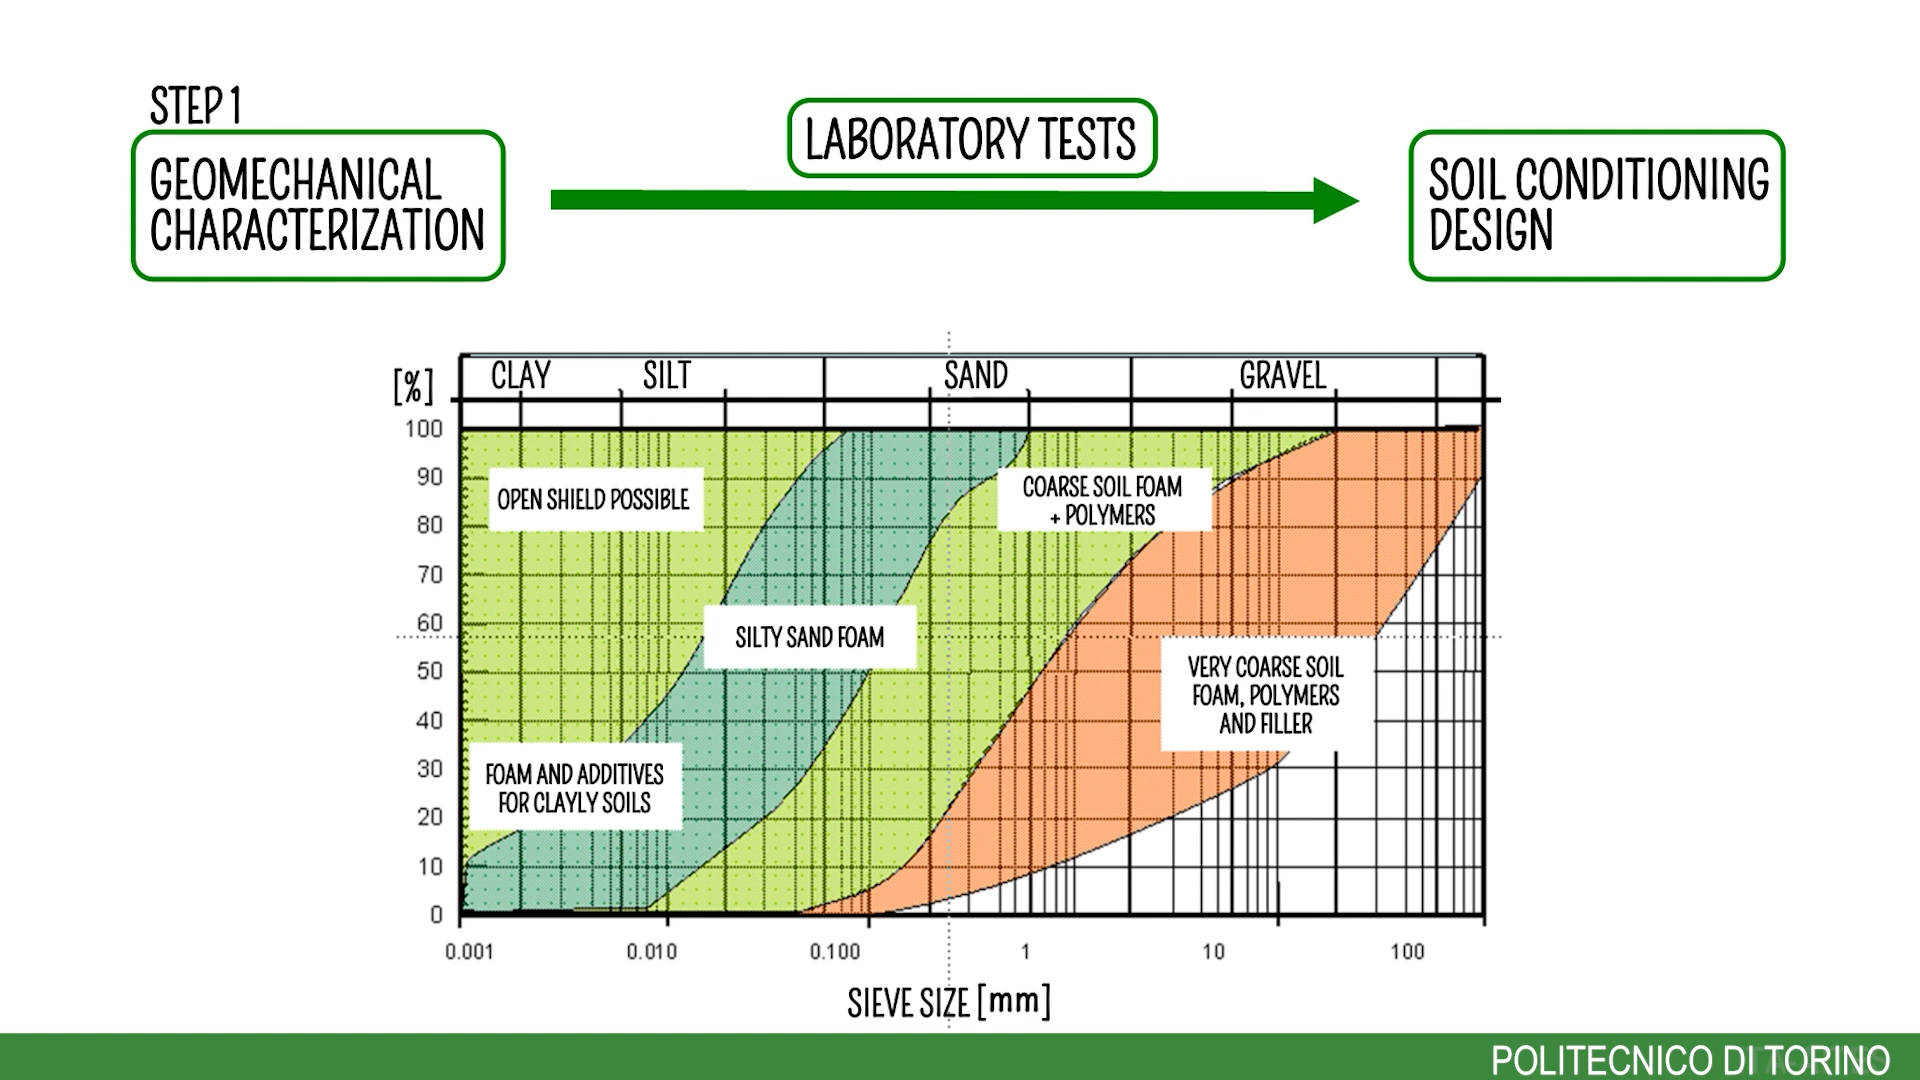 STEP 1
GEOMECHANICAL
CHARACTERIZATION
LABORATORY TESTS
SOIL CONDITIONING
DESIGN
[%]
CLAY
SILT
SAND
GRAVEL
100
90
80
70
60
50
40
30
20
10
0
OPEN SHIELD POSSIBLE
COARSE SOIL FOAM
+ POLYMERS
SILTY SAND FOAM
VERY COARSE SOIL
FOAM, POLYMERS
AND FILLER
FOAM AND ADDITIVES
FOR CLAYLY SOILS
0.001
0.010
0.100
1
10
100
SIEVE SIZE [mm]
POLITECNICO DI TORINO